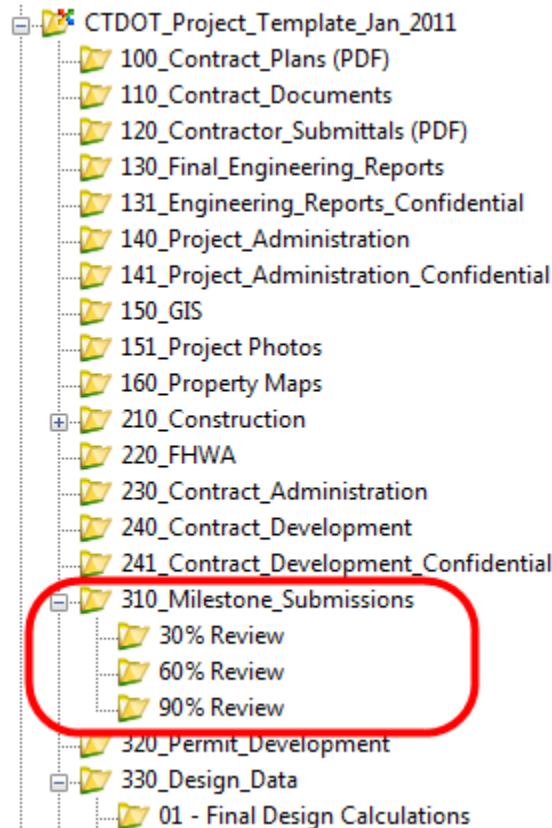 CTDOT_Project_Template_Jan_2011
100_Contract_Plans (PDF)
110_Contract_Documents
120_Contractor_Submittals (PDF)
130_Final_Engineering_Reports
131_Engineering_Reports_Confidential
140_Project_Administration
141_Project_Administration_Confidential
150_GIS
151_Project Photos
160_Property Maps
210_Construction
220_FHWA
230_Contract_Administration
240_Contract_Development
241_Contract_Development_Confidential
310_Milestone_Submissions
30% Review
60% Review
90% Review
320_Permit_Development
330_Design_Data
01 - Final Design Calculations